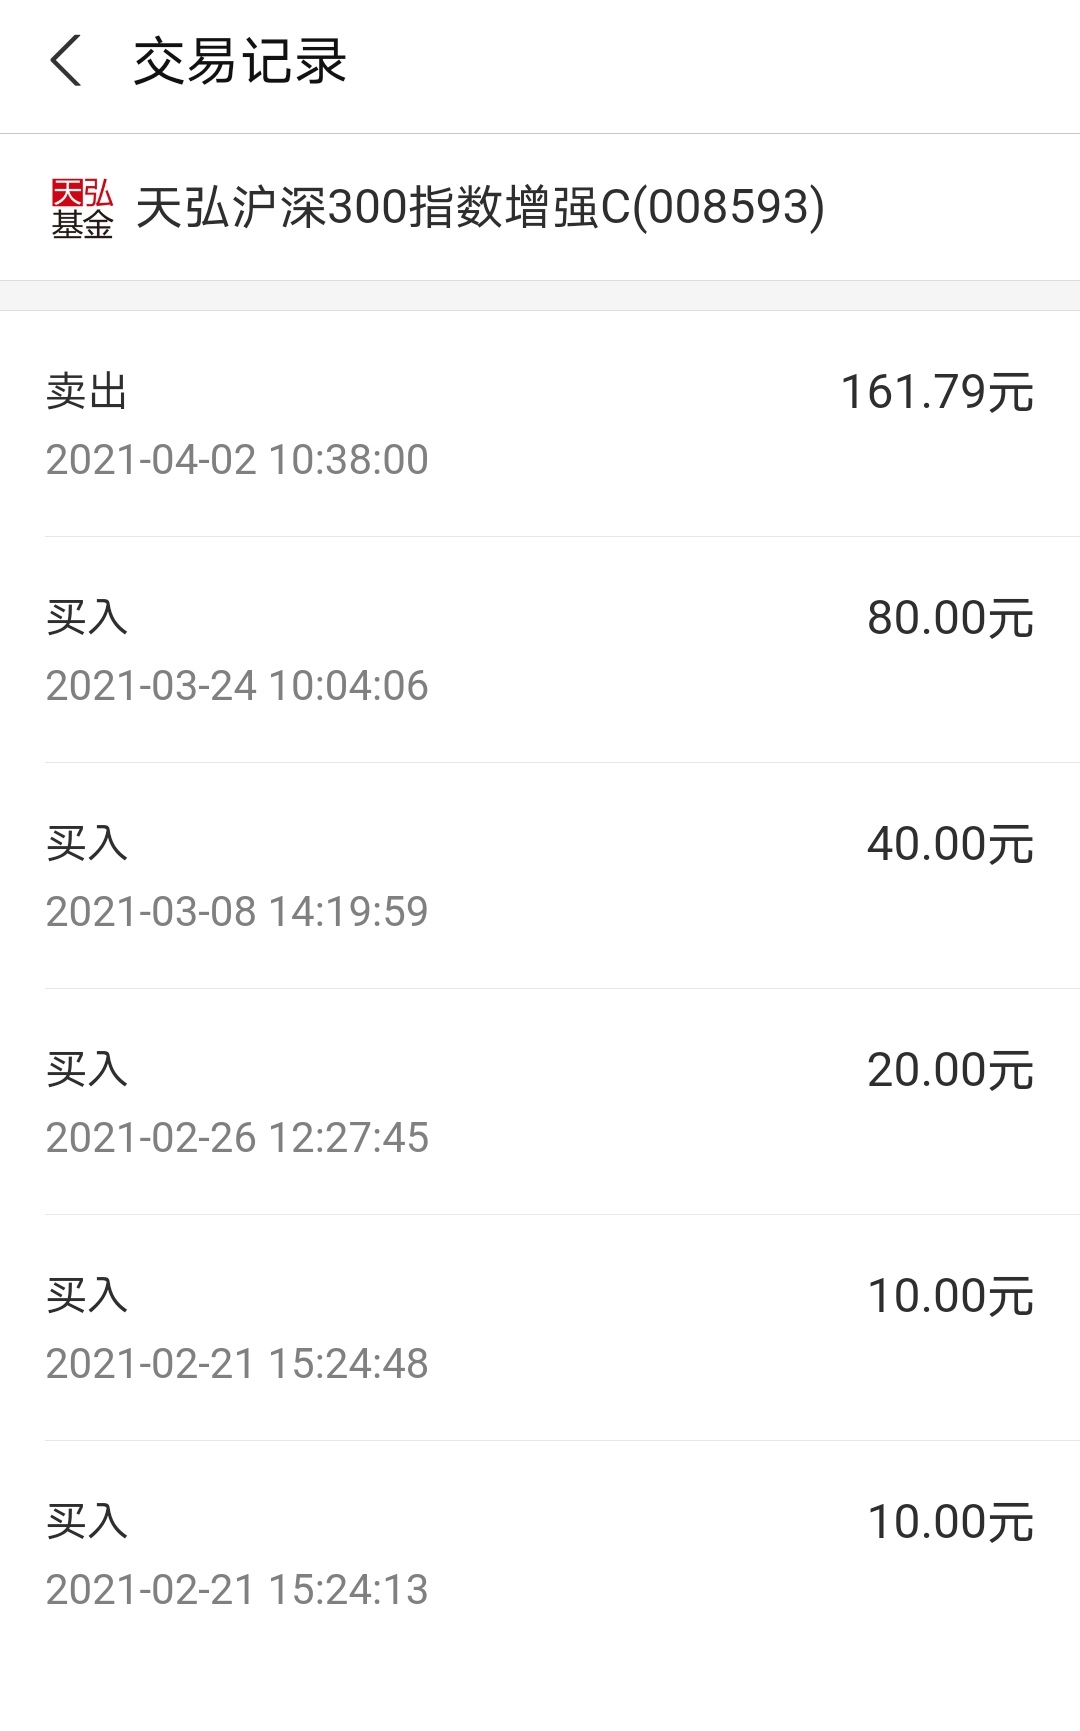 交易记录
天弘
基金
天弘沪深300指数增强C(008593)
卖出
161.79元
2021-04-02 10:38:00
买入
80.00元
2021-03-24 10:04:06
买入
40.00元
2021-03-08 14:19:59
买入
20.00元
2021-02-26 12:27:45
买入
10.00元
2021-02-21 15:24:48
买入
10.00元
2021-02-21 15:24:13